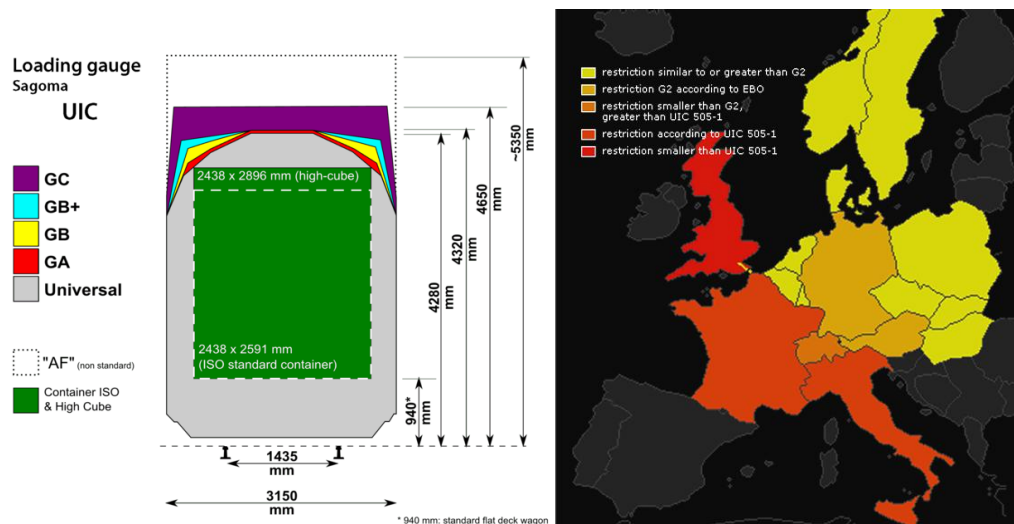 Loading gauge
Sagoma
UIC
GC
GB+
GB
GA
Universal
"AF" (non standard)
Container ISO
& High Cube
2438 x 2896 mm (high-cube)
2438 x 2591 mm
(ISO standard container)
940*
mm
4280
mm
4320
mm
4650
mm
~5350
mm
1435
mm
3150
mm
* 940 mm: standard flat deck wagon
restriction similar to or greater than G2
restriction G2 according to EBO
restriction smaller than G2,
greater than UIC 505-1
restriction according to UIC 505-1
restriction smaller than UIC 505-1